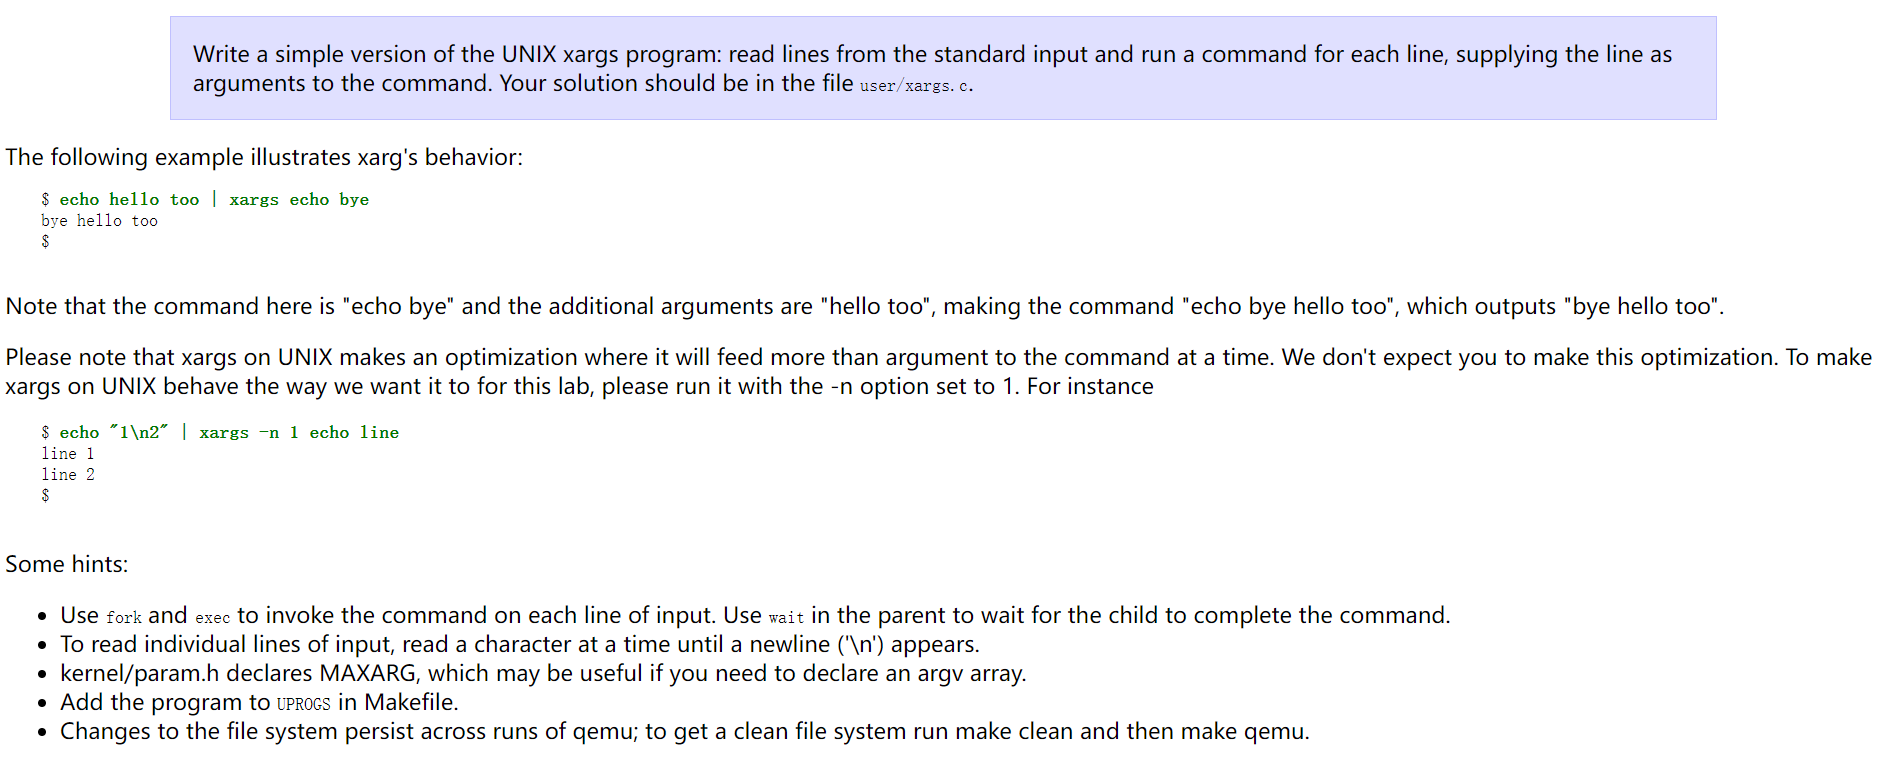 Write a simple version of the UNIX xargs program: read lines from the standard input and run a command for each line, supplying the line as
arguments to the command. Your solution should be in the file user/xargs.c.
The following example illustrates xarg's behavior:
$ echo hello too | xargs echo bye
bye hello too
$
Note that the command here is "echo bye" and the additional arguments are "hello too", making the command "echo bye hello too", which outputs "bye hello too".
Please note that xargs on UNIX makes an optimization where it will feed more than argument to the command at a time. We don't expect you to make this optimization. To make
xargs on UNIX behave the way we want it to for this lab, please run it with the -n option set to 1. For instance
$ echo "1\n2" | xargs -n 1 echo line
line 1
line 2
$
Some hints:
• Use fork and exec to invoke the command on each line of input. Use wait in the parent to wait for the child to complete the command.
• To read individual lines of input, read a character at a time until a newline ('\n') appears.
• kernel/param.h declares MAXARG, which may be useful if you need to declare an argv array.
• Add the program to UPROGS in Makefile.
• Changes to the file system persist across runs of qemu; to get a clean file system run make clean and then make qemu.